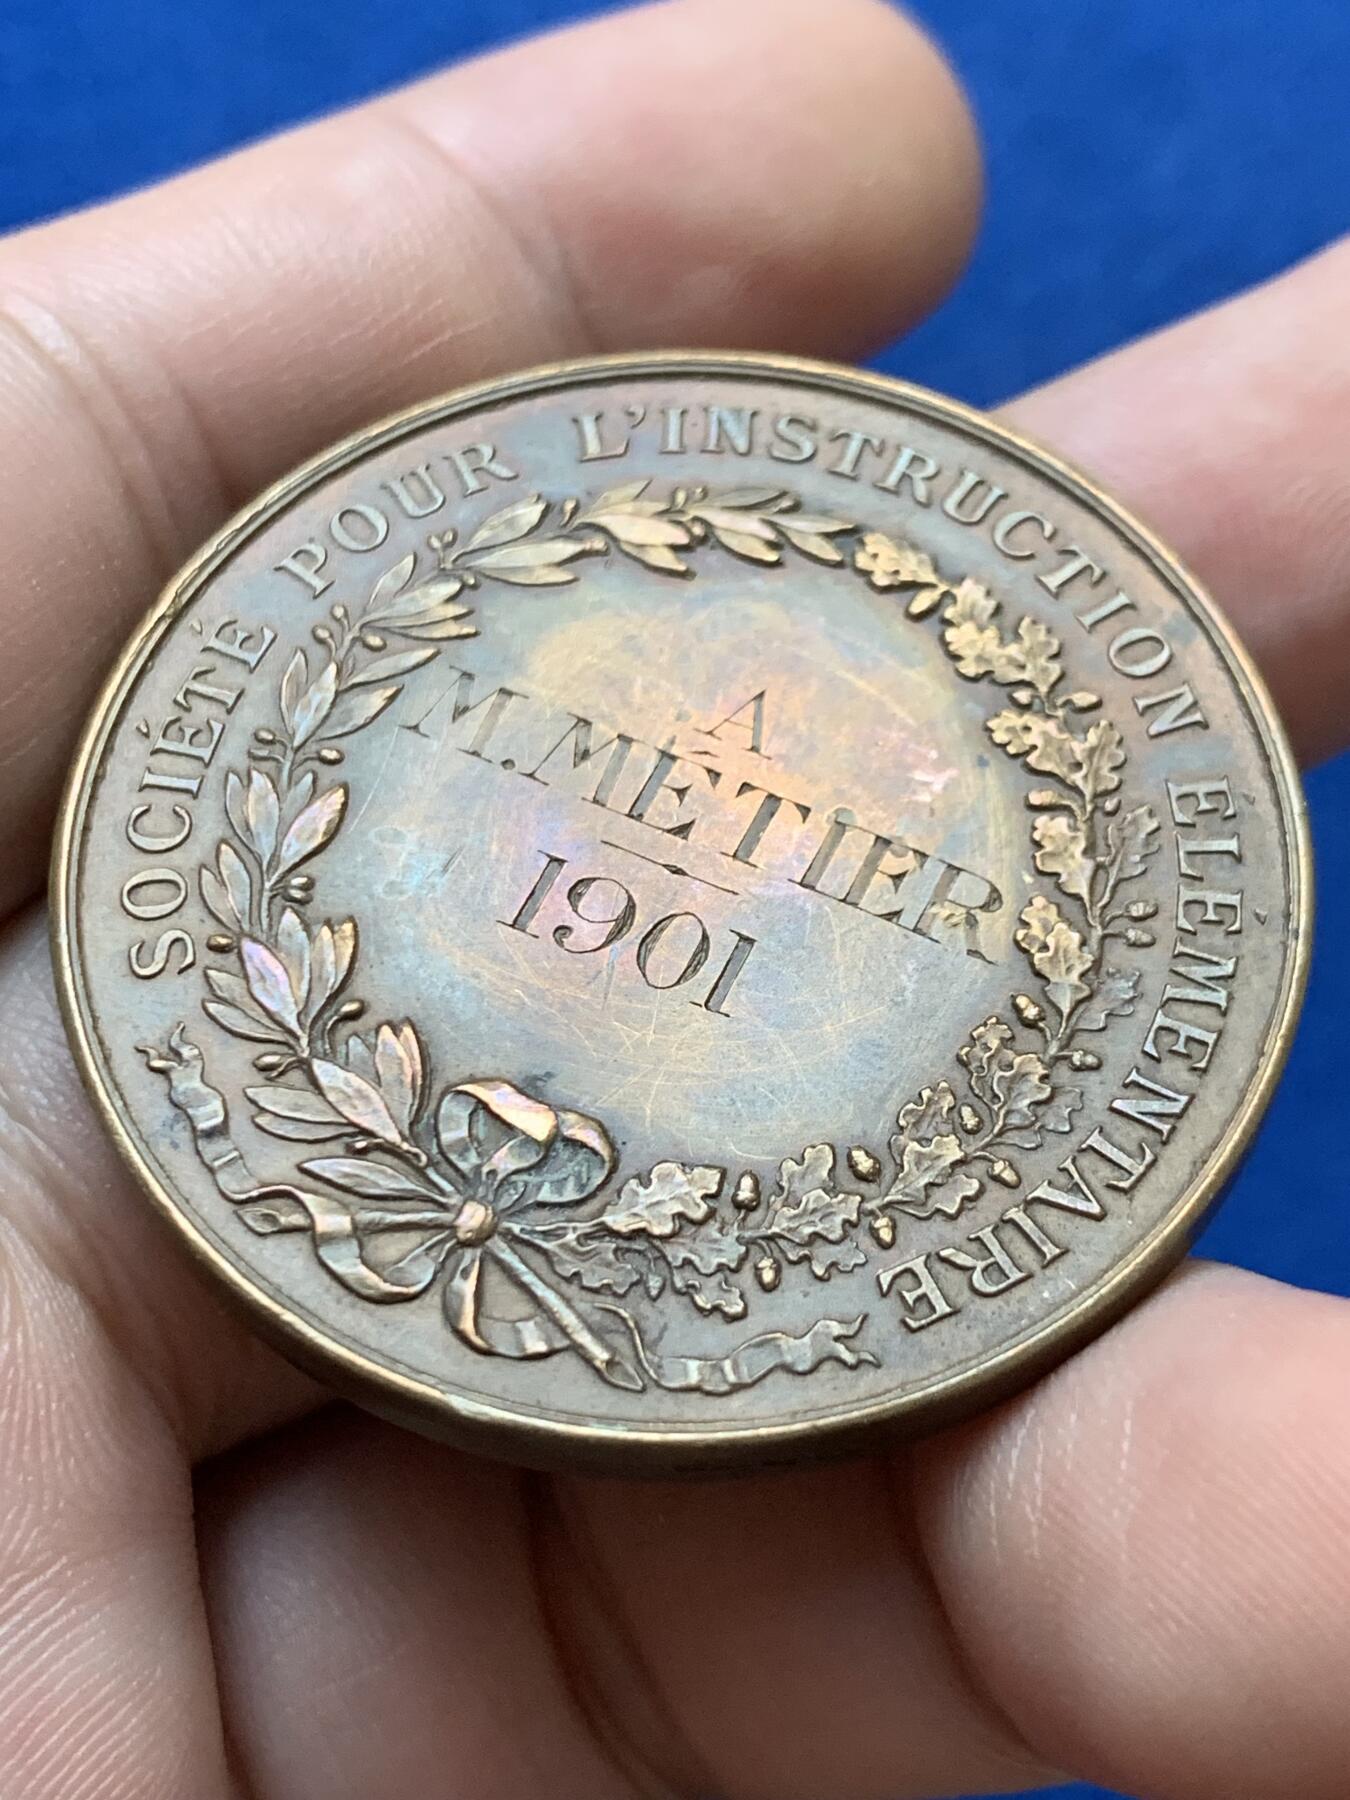 SOCIÉTÉ POUR L'INSTRUCTION ÉLÉMENTAIRE
A
M. MÉTIER
1901